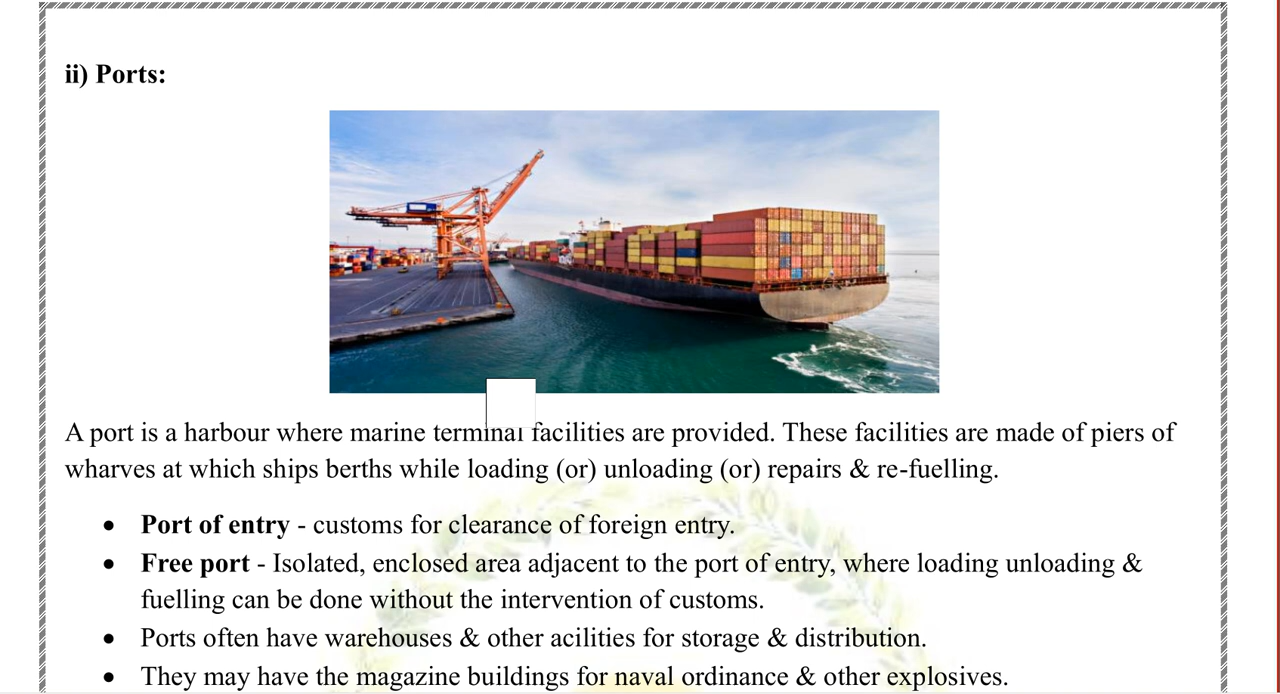 ii) Ports:
A port is a harbour where marine terminal facilities are provided. These facilities are made of piers of
wharves at which ships berths while loading (or) unloading (or) repairs & re-fuelling.
• Port of entry - customs for clearance of foreign entry.
• Free port - Isolated, enclosed area adjacent to the port of entry, where loading unloading &
fuelling can be done without the intervention of customs.
• Ports often have warehouses & other acilities for storage & distribution.
• They may have the magazine buildings for naval ordinance & other explosives.